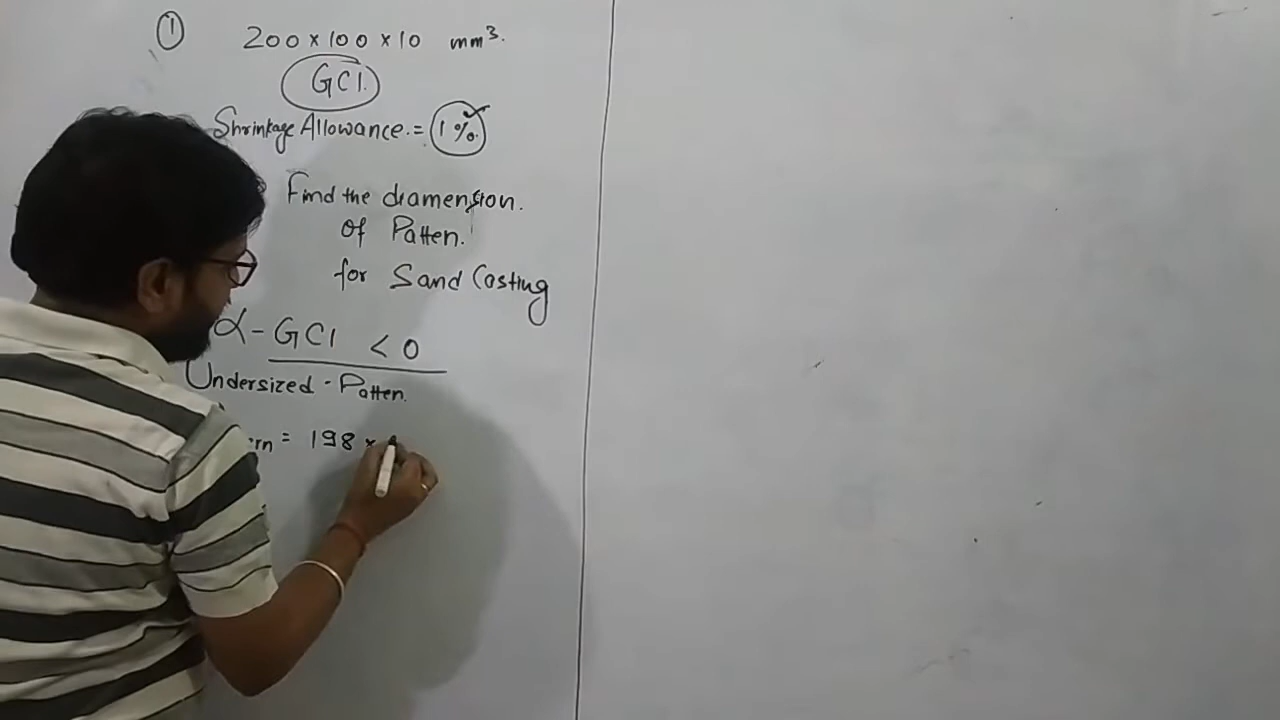 ①
200 × 100 × 10 mm³.
GCI.
Shrinkage Allowance. = 1%.
Find the diamension.
of Patten.
for Sand Casting
α - GCI < 0
Undersized - Patten.
= 198 ×